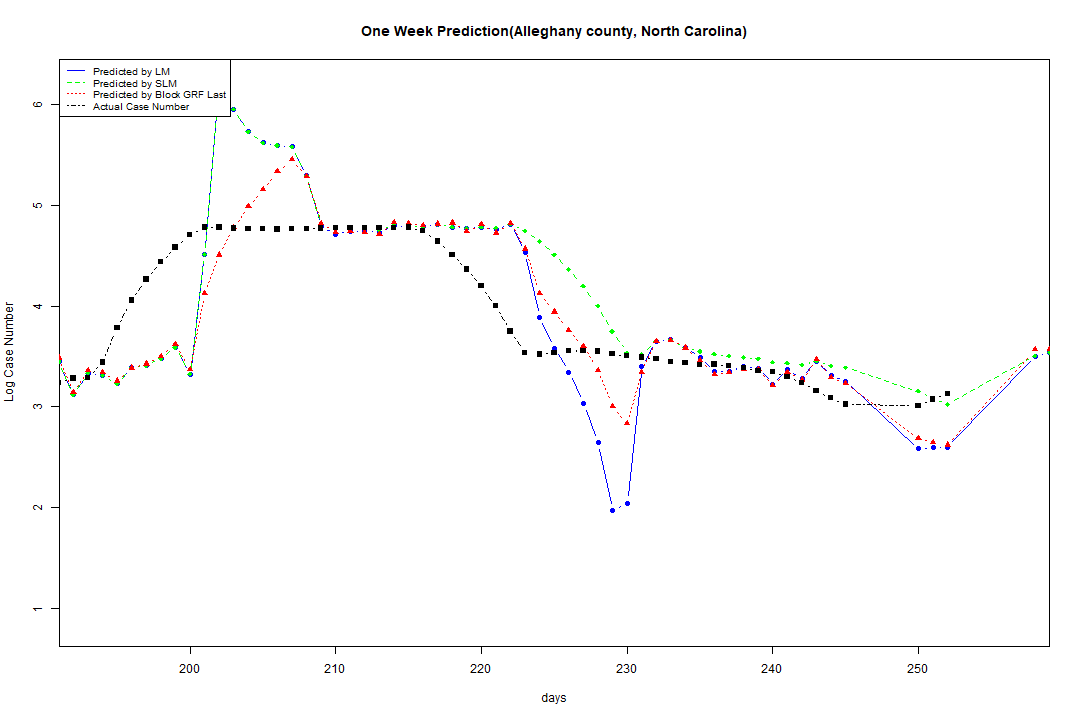 One Week Prediction(Alleghany county, North Carolina)
Predicted by LM
Predicted by SLM
Predicted by Block GRF Last
Actual Case Number
6
5
4
3
2
1
Log Case Number
200 210 220 230 240 250
days